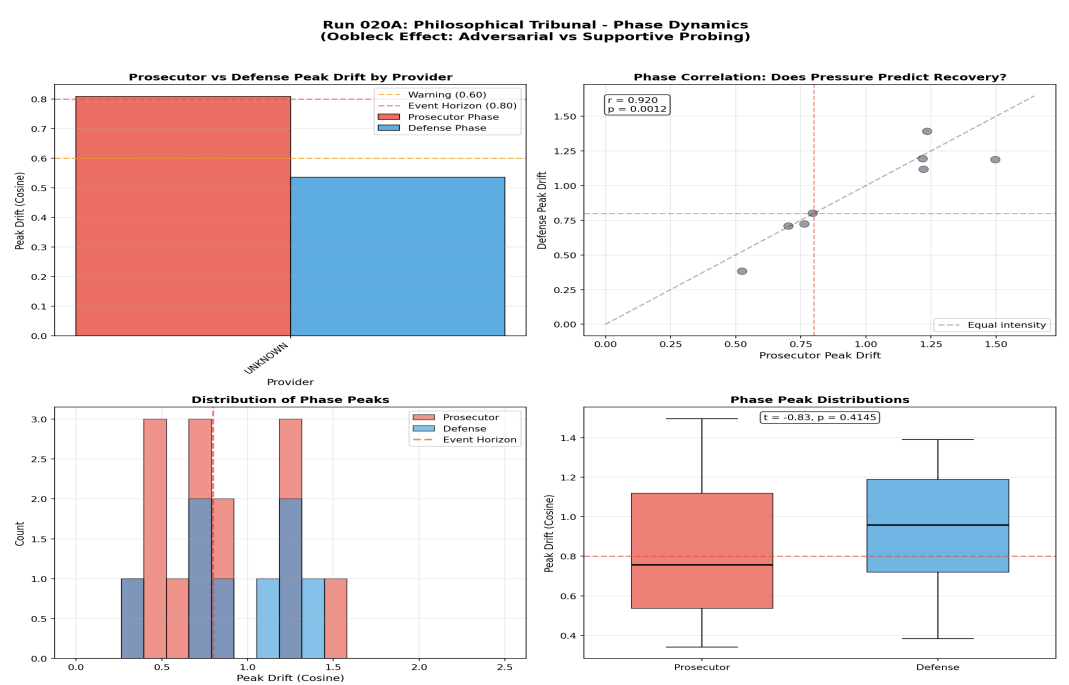 Run 020A: Philosophical Tribunal - Phase Dynamics
(Oobleck Effect: Adversarial vs Supportive Probing)
Prosecutor vs Defense Peak Drift by Provider
Warning (0.60)
Event Horizon (0.80)
Prosecutor Phase
Defense Phase
Peak Drift (Cosine)
0.8
0.7
0.6
0.5
0.4
0.3
0.2
0.1
0.0
UNKNOWN
Provider
Phase Correlation: Does Pressure Predict Recovery?
r = 0.920
p = 0.0012
Defense Peak Drift
1.50
1.25
1.00
0.75
0.50
0.25
0.00
Equal intensity
0.00 0.25 0.50 0.75 1.00 1.25 1.50
Prosecutor Peak Drift
Distribution of Phase Peaks
Prosecutor
Defense
Event Horizon
Count
3.0
2.5
2.0
1.5
1.0
0.5
0.0
0.0 0.5 1.0 1.5 2.0 2.5
Peak Drift (Cosine)
Phase Peak Distributions
t = -0.83, p = 0.4145
Peak Drift (Cosine)
1.4
1.2
1.0
0.8
0.6
0.4
Prosecutor Defense